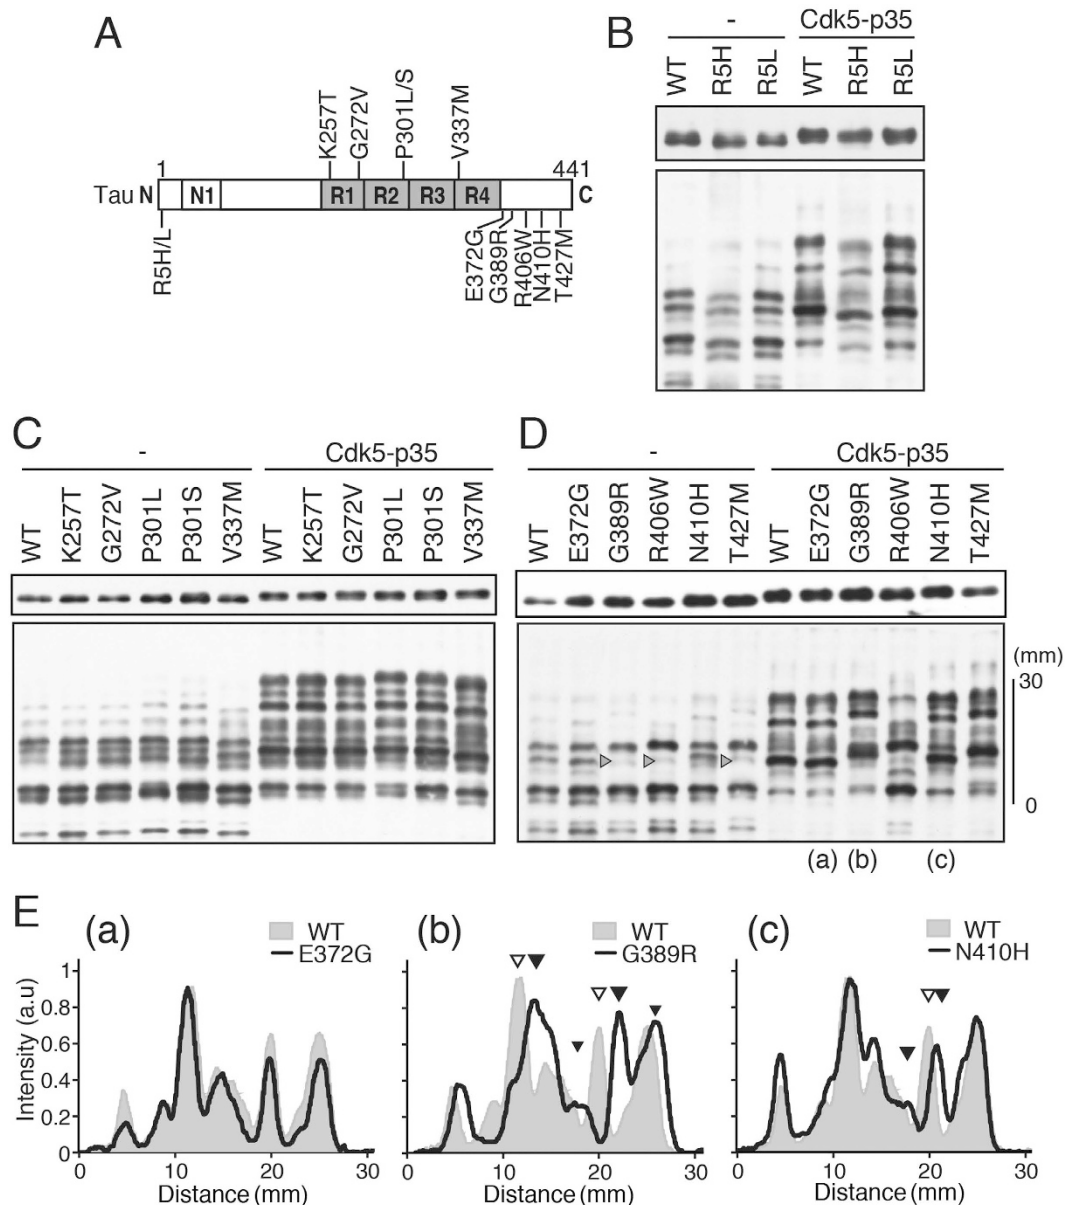 A
K257T
G272V
P301L/S
V337M
1
441
Tau N
N1
R1
R2
R3
R4
C
R5H/L
E372G
G389R
R406W
N410H
T427M
B
-
Cdk5-p35
WT
R5H
R5L
WT
R5H
R5L
C
-
Cdk5-p35
WT
K257T
G272V
P301L
P301S
V337M
WT
K257T
G272V
P301L
P301S
V337M
D
-
Cdk5-p35
WT
E372G
G389R
R406W
N410H
T427M
WT
E372G
G389R
R406W
N410H
T427M
(mm)
30
0
(a)
(b)
(c)
E
(a)
WT
E372G
Intensity (a.u)
1
0.8
0.6
0.4
0.2
0
0
10
20
30
Distance (mm)
(b)
WT
G389R
0
10
20
30
Distance (mm)
(c)
WT
N410H
0
10
20
30
Distance (mm)